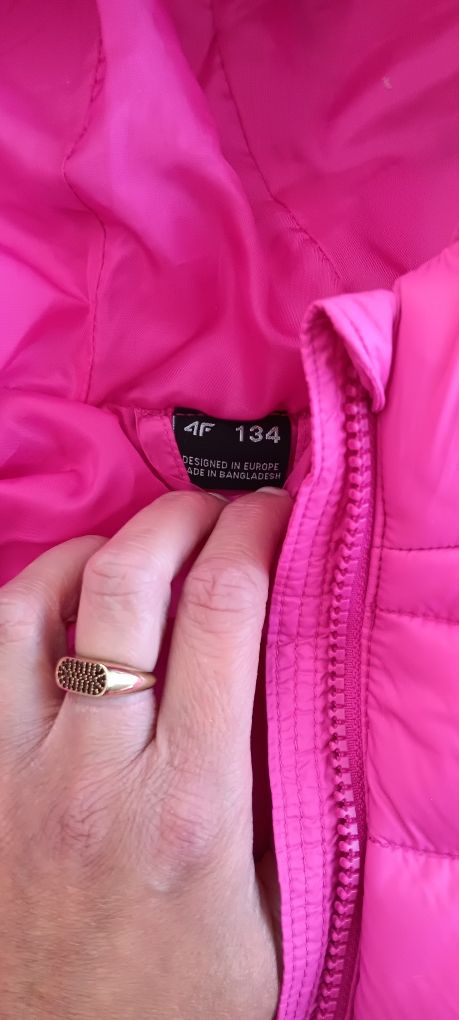 4F 134
DESIGNED IN EUROPE
MADE IN BANGLADESH